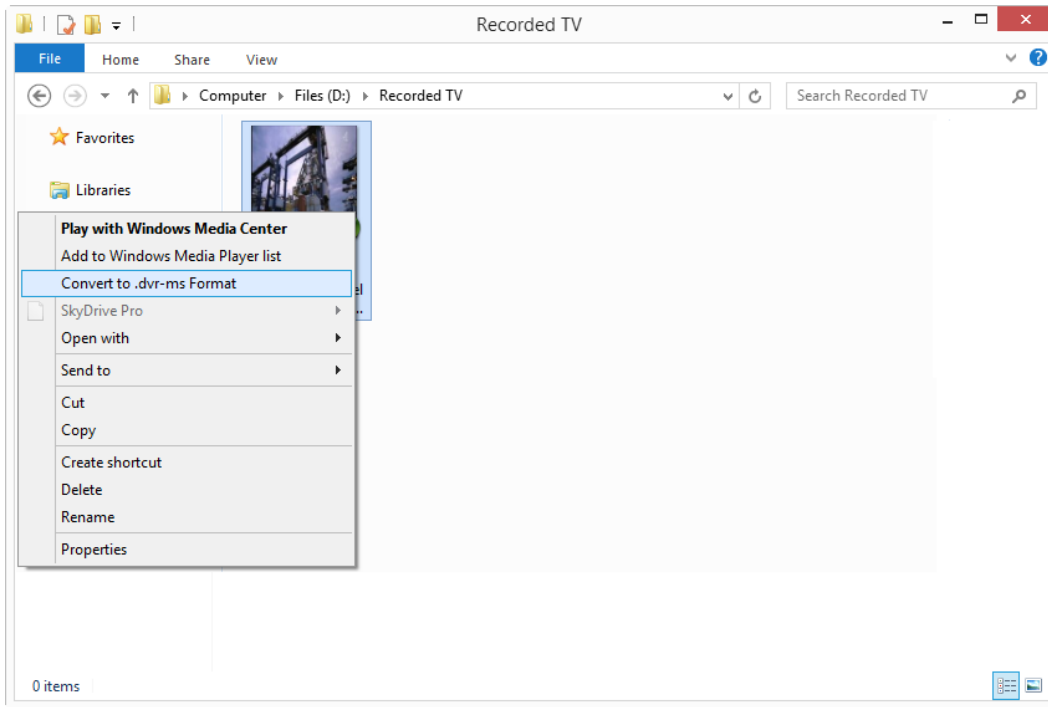 Recorded TV
File Home Share View
Computer Files (D:) Recorded TV Search Recorded TV
Favorites
Libraries
Play with Windows Media Center
Add to Windows Media Player list
Convert to .dvr-ms Format
el
SkyDrive Pro
..
Open with
Send to
Cut
Copy
Create shortcut
Delete
Rename
Properties
0 items